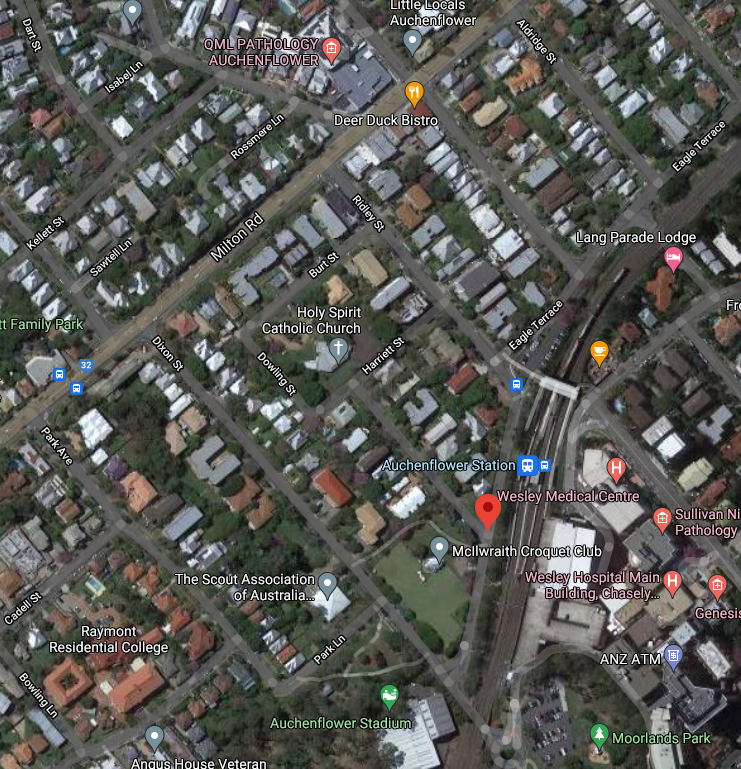 Little Locals
Auchenflower
Dart St
QML PATHOLOGY
AUCHENFLOWER
Aldridge St
Isabel Ln
Deer Duck Bistro
Rossmere Ln
Eagle Terrace
Kellett St
Ridley St
Milton Rd
Sawtell Ln
Lang Parade Lodge
Burt St
Fr
Holy Spirit
Catholic Church
tt Family Park
Eagle Terrace
Harriett St
Dixon St
32
Dowling St
Park Ave
Auchenflower Station
H
Wesley Medical Centre
Sullivan Ni
Pathology
McIlwraith Croquet Club
The Scout Association
of Australia...
Wesley Hospital Main
Building, Chasely...
H
Genesis
Cadell St
Raymont
Residential College
Park Ln
ANZ ATM
Bowling Ln
Auchenflower Stadium
Moorlands Park
Angus House Veteran